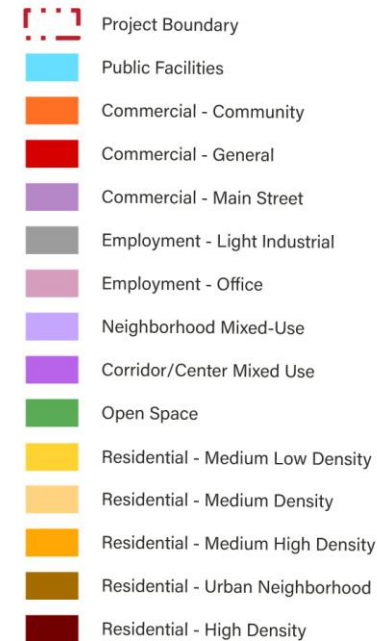 Project Boundary
Public Facilities
Commercial - Community
Commercial - General
Commercial - Main Street
Employment - Light Industrial
Employment - Office
Neighborhood Mixed-Use
Corridor/Center Mixed Use
Open Space
Residential - Medium Low Density
Residential - Medium Density
Residential - Medium High Density
Residential - Urban Neighborhood
Residential - High Density